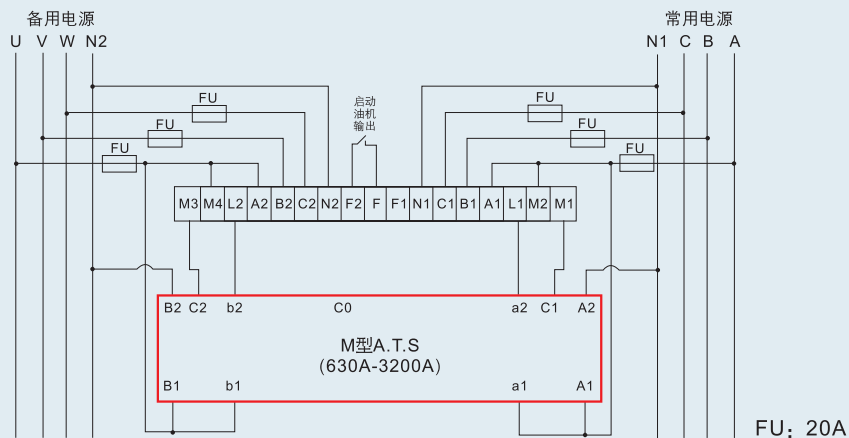 备用电源 常用电源
U V W N2 N1 C B A
FU FU
启动
油机
输出
FU FU
FU FU
M3 M4 L2 A2 B2 C2 N2 F2 F F1 N1 C1 B1 A1 L1 M2 M1
B2 C2 b2 C0 a2 C1 A2
M型A.T.S
(630A-3200A)
B1 b1 a1 A1
FU: 20A